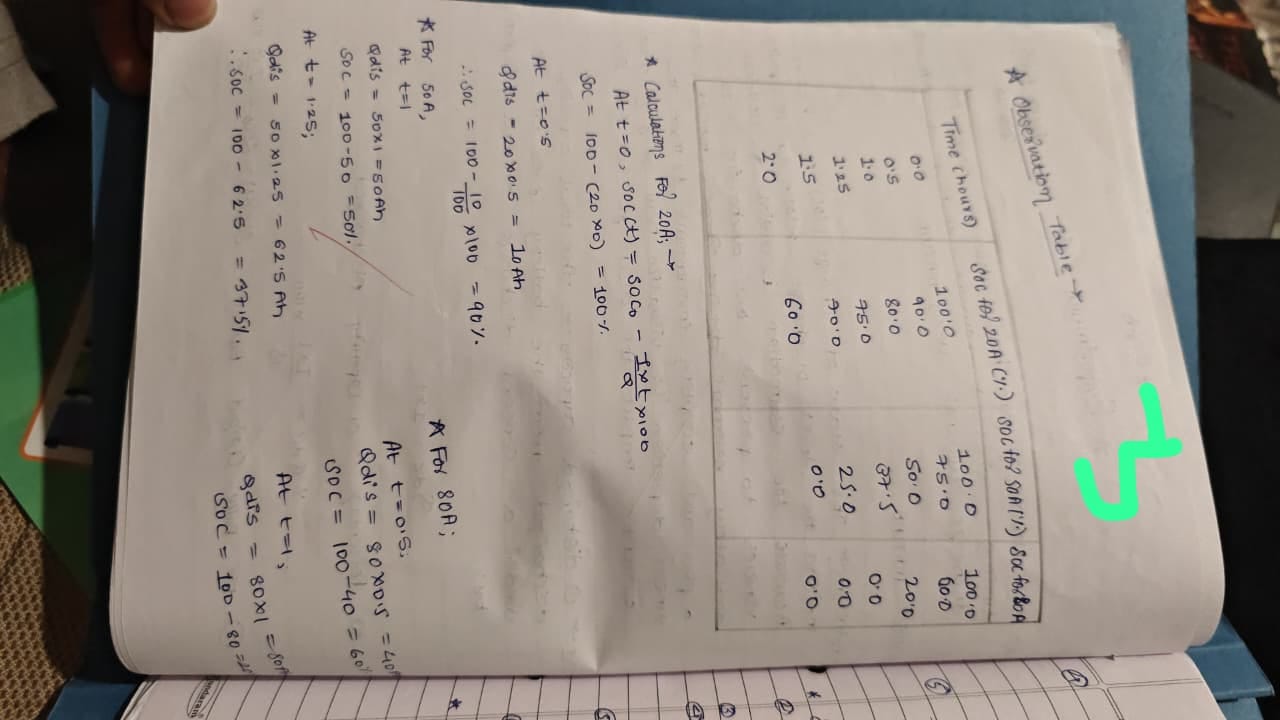 * Observation Table →
Time (hours) SOC for 20A (%) SOC for 50A (%) SOC for 80A
0.0 100.0 100.0 100.0
0.5 90.0 75.0 60.0
1.0 80.0 50.0 20.0
1.25 75.0 37.5 0.0
1.5 70.0 25.0 0.0
2.0 60.0 0.0 0.0
* Calculations For 20A; →
At t=0, SOC(t) = SOC0 - I×t/Q ×100
SOC = 100 - (20×0) = 100%.
At t=0.5
Qdis = 20×0.5 = 10Ah
∴ SOC = 100 - 10/100 ×100 = 90%.
* For 50A,
At t=1
Qdis = 50×1 = 50Ah
SOC = 100-50 = 50%.
At t=1.25;
Qdis = 50×1.25 = 62.5 Ah
∴ SOC = 100 - 62.5 = 37.5%.
* For 80A;
At t=0.5;
Qdis = 80×0.5 = 40A
SOC = 100-40 = 60%
At t=1,
Qdis = 80×1 = 80A
SOC = 100 - 80 =